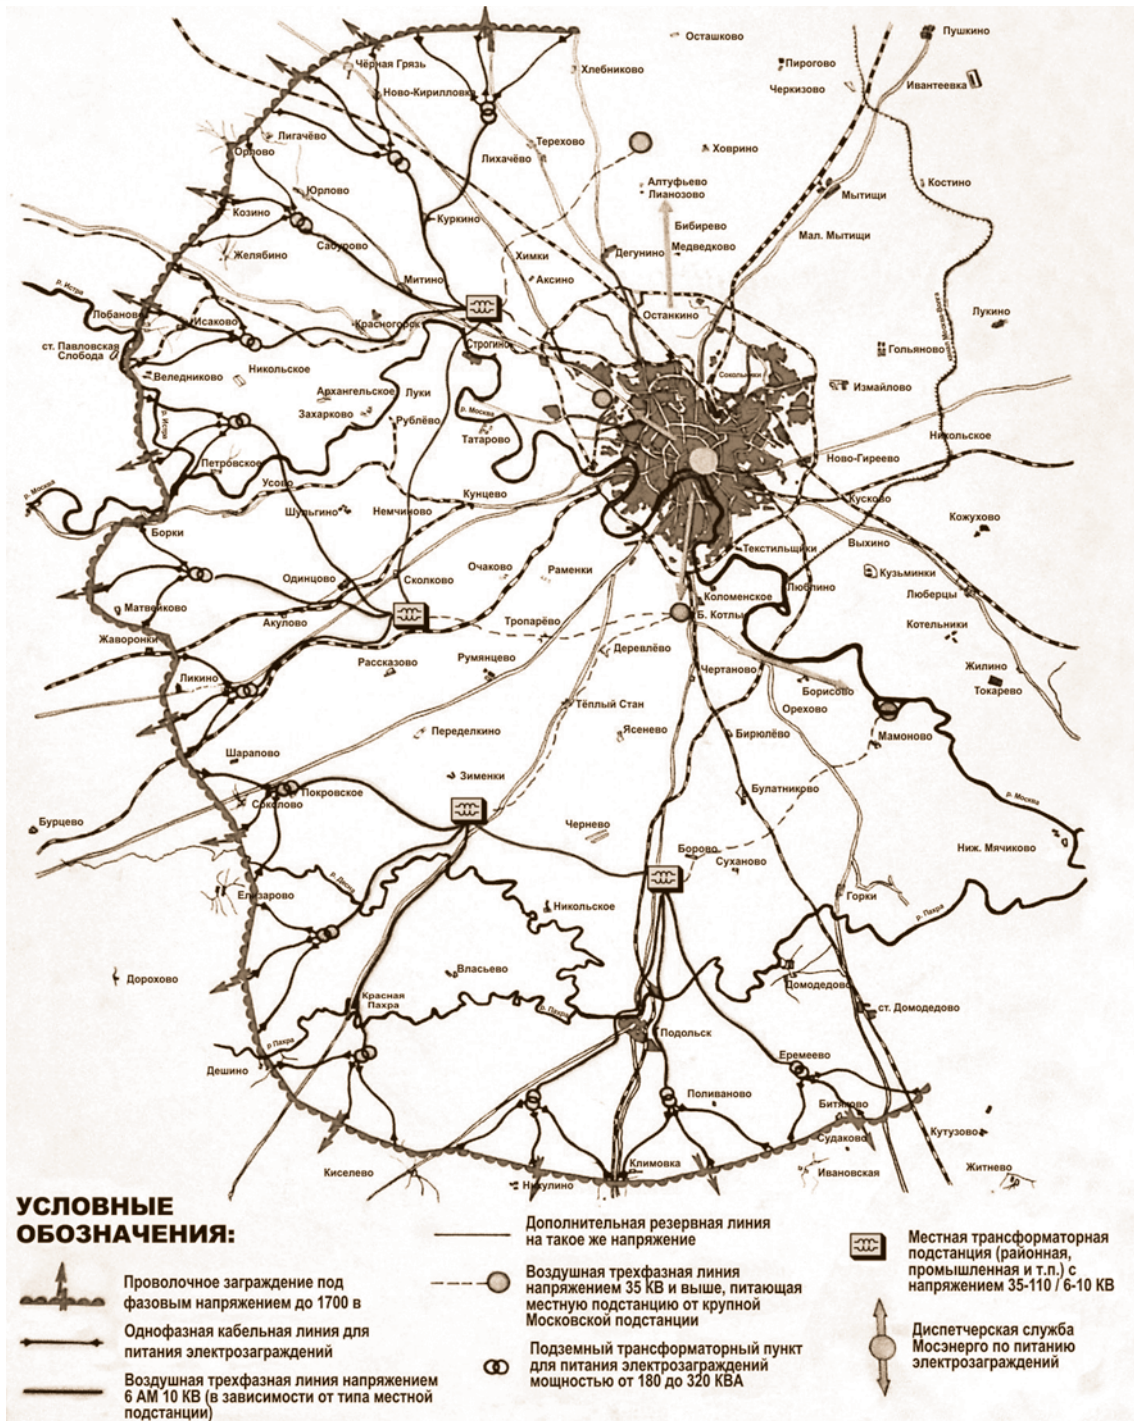 Осташково
Пушкино
Пирогово
Черкизово
Ивантеевка
Чёрная Грязь
Хлебниково
Ново-Кирилловка
Лигачёво
Орлово
Терехово
Лихачёво
Ховрино
Юрлово
Алтуфьево
Лианозово
Костино
Мытищи
Козино
Куркино
Бибирево
Мал. Мытищи
Сабурово
Желябино
Химки
Дегунино
Медведково
Митино
Аксино
р. Истра
Лобаново
Исаково
Красногорск
Останкино
Лукино
ст. Павловская
Слобода
Строгино
Гольяново
Веледниково
Никольское
Сокольники
Измайлово
Архангельское
Луки
Захарково
Рублёво
р. Москва
Татарово
р. Истра
Никольское
Петровское
Ново-Гиреево
р. Москва
Усово
Шульгино
Немчиново
Кунцево
Кусково
Кожухово
Борки
Выхино
Текстильщики
Одинцово
Сколково
Очаково
Раменки
Кузьминки
Люблино
Люберцы
Матвейково
Коломенское
Акулово
Тропарёво
Б. Котлы
Котельники
Жаворонки
Деревлёво
Рассказово
Румянцево
Чертаново
Жилино
Ликино
Борисово
Токарево
Тёплый Стан
Орехово
Переделкино
Ясенево
Бирюлёво
Мамоново
Шарапово
Зименки
Покровское
Соколово
Булатниково
р. Москва
Бурцево
Чернево
Борово
Суханово
Ниж. Мячиково
р. Десна
Елизарово
Никольское
Горки
р. Пахра
Дорохово
Власьево
Домодедово
Красная
Пахра
р. Пахра
ст. Домодедово
р. Пахра
Подольск
Еремеево
Дешино
Поливаново
Битягово
Судаково
Кутузово
Киселево
Климовка
Никулино
Ивановская
Житнево
УСЛОВНЫЕ
ОБОЗНАЧЕНИЯ:
Проволочное заграждение под
фазовым напряжением до 1700 в
Однофазная кабельная линия для
питания электрозаграждений
Воздушная трехфазная линия напряжением
6 АМ 10 КВ (в зависимости от типа местной
подстанции)
Дополнительная резервная линия
на такое же напряжение
Воздушная трехфазная линия
напряжением 35 КВ и выше, питающая
местную подстанцию от крупной
Московской подстанции
Подземный трансформаторный пункт
для питания электрозаграждений
мощностью от 180 до 320 КВА
Местная трансформаторная
подстанция (районная,
промышленная и т.п.) с
напряжением 35-110 / 6-10 КВ
Диспетчерская служба
Мосэнерго по питанию
электрозаграждений